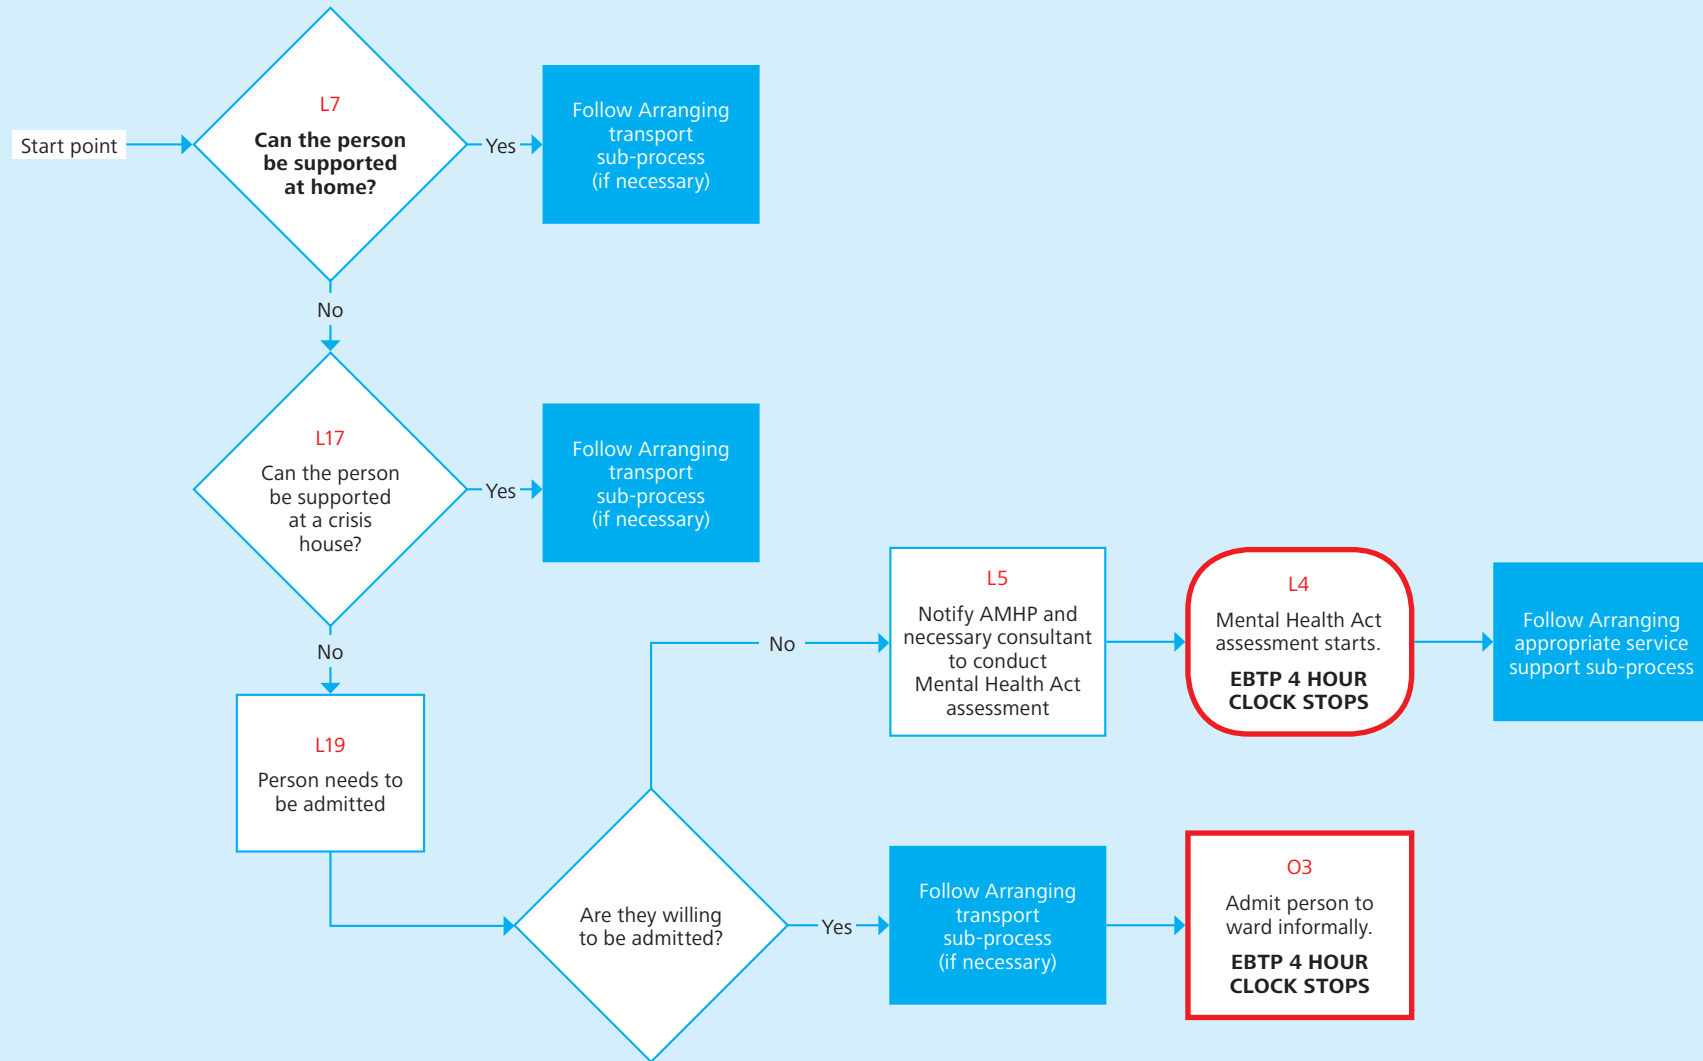 Start point
L7
Can the person
be supported
at home?
Yes
Follow Arranging
transport
sub-process
(if necessary)
No
L17
Can the person
be supported
at a crisis
house?
Yes
Follow Arranging
transport
sub-process
(if necessary)
No
L19
Person needs to
be admitted
Are they willing
to be admitted?
No
L5
Notify AMHP and
necessary consultant
to conduct
Mental Health Act
assessment
L4
Mental Health Act
assessment starts.
EBTP 4 HOUR
CLOCK STOPS
Follow Arranging
appropriate service
support sub-process
Yes
Follow Arranging
transport
sub-process
(if necessary)
O3
Admit person to
ward informally.
EBTP 4 HOUR
CLOCK STOPS